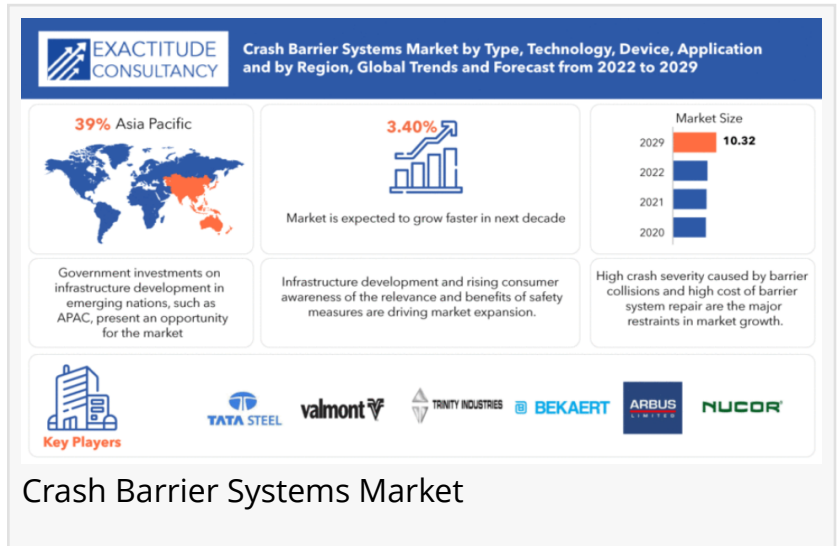 EXACTITUDE
CONSULTANCY
Crash Barrier Systems Market by Type, Technology, Device, Application
and by Region, Global Trends and Forecast from 2022 to 2029
39% Asia Pacific
3.40%
Market is expected to grow faster in next decade
Market Size
2029 10.32
2022
2021
2020
Government investments on
infrastructure development in
emerging nations, such as
APAC, present an opportunity
for the market
Infrastructure development and rising consumer
awareness of the relevance and benefits of safety
measures are driving market expansion.
High crash severity caused by barrier
collisions and high cost of barrier
system repair are the major
restraints in market growth.
Key Players
TATA STEEL
valmont
TRINITY INDUSTRIES
BEKAERT
ARBUS
LIMITED
NUCOR®
Crash Barrier Systems Market